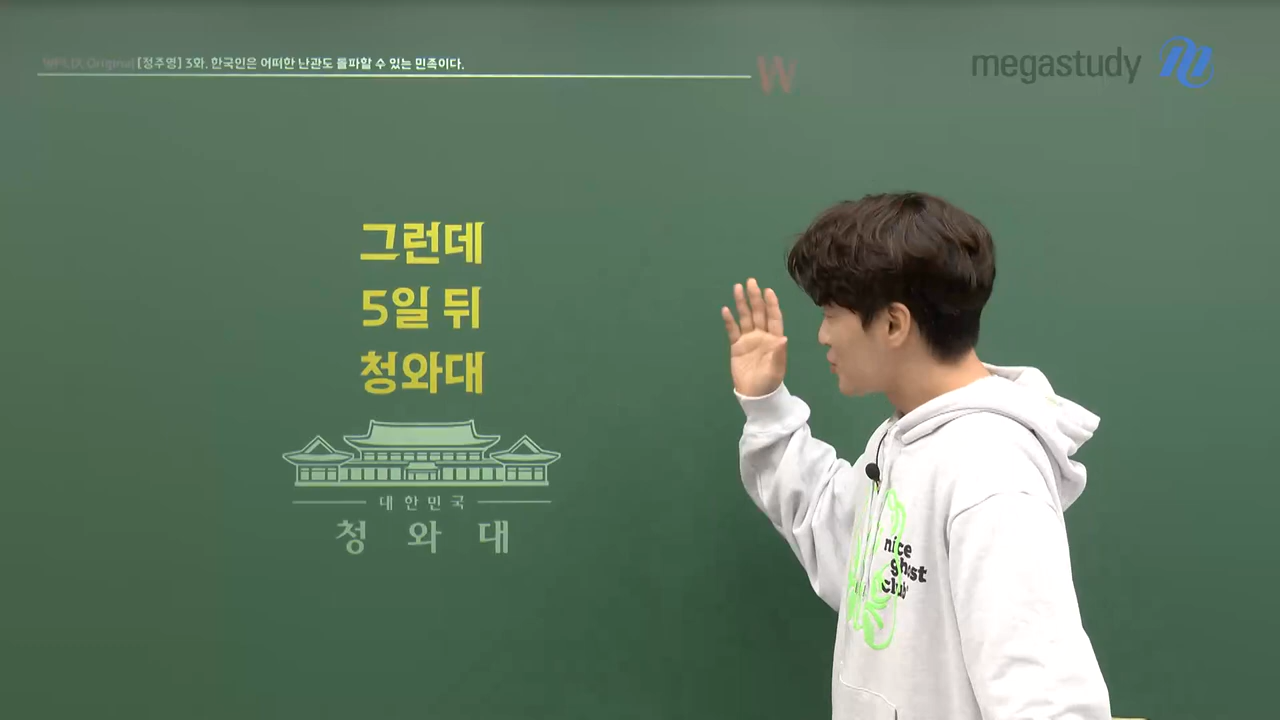 [정주영] 3화. 한국인은 어떠한 난관도 돌파할 수 있는 민족이다.
W
megastudy
그런데
5일 뒤
청와대
대한민국
청와대
nice
ghost
club